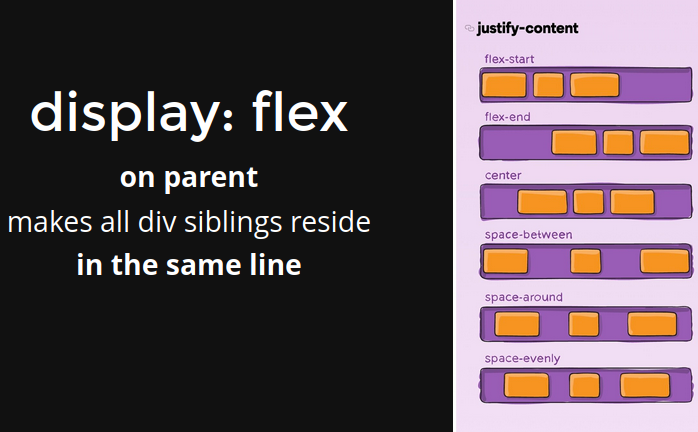 display: flex
on parent
makes all div siblings reside
in the same line
justify-content
flex-start
flex-end
center
space-between
space-around
space-evenly